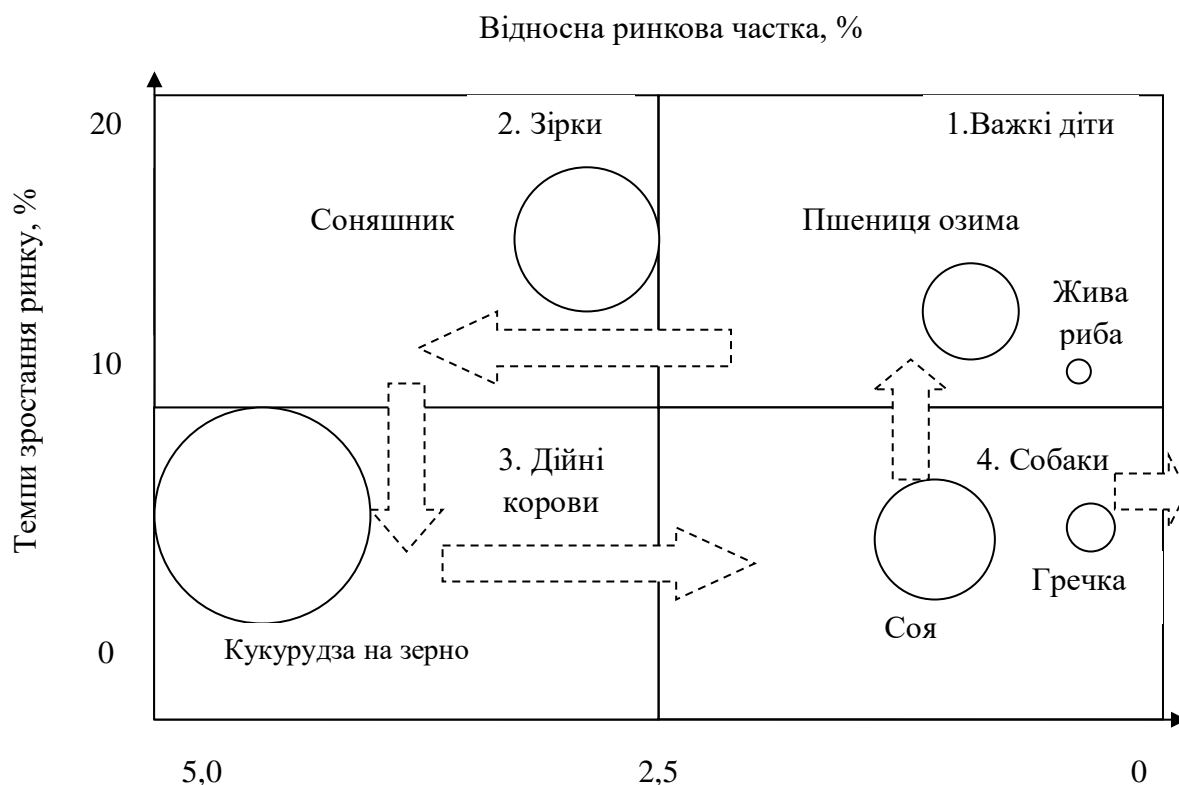 Відносна ринкова частка, %
Темпи зростання ринку, %
20
2. Зірки
1.Важкі діти
Соняшник
Пшениця озима
Жива
риба
10
3. Дійні
корови
4. Собаки
Гречка
Соя
0
Кукурудза на зерно
5,0
2,5
0